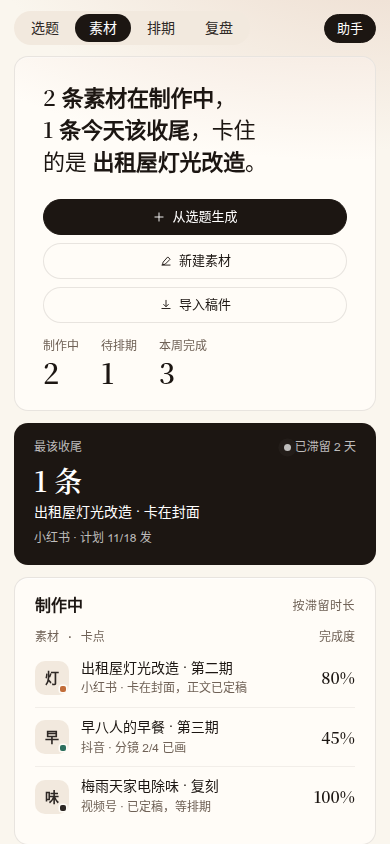 选题 素材 排期 复盘 助手
2 条素材在制作中，
1 条今天该收尾，卡住
的是 出租屋灯光改造。
从选题生成
新建素材
导入稿件
制作中 待排期 本周完成
2 1 3
最该收尾 已滞留 2 天
1 条
出租屋灯光改造 · 卡在封面
小红书 · 计划 11/18 发
制作中 按滞留时长
素材 · 卡点 完成度
灯 出租屋灯光改造 · 第二期 80%
小红书 · 卡在封面，正文已定稿
早 早八人的早餐 · 第三期 45%
抖音 · 分镜 2/4 已画
味 梅雨天家电除味 · 复刻 100%
视频号 · 已定稿，等排期